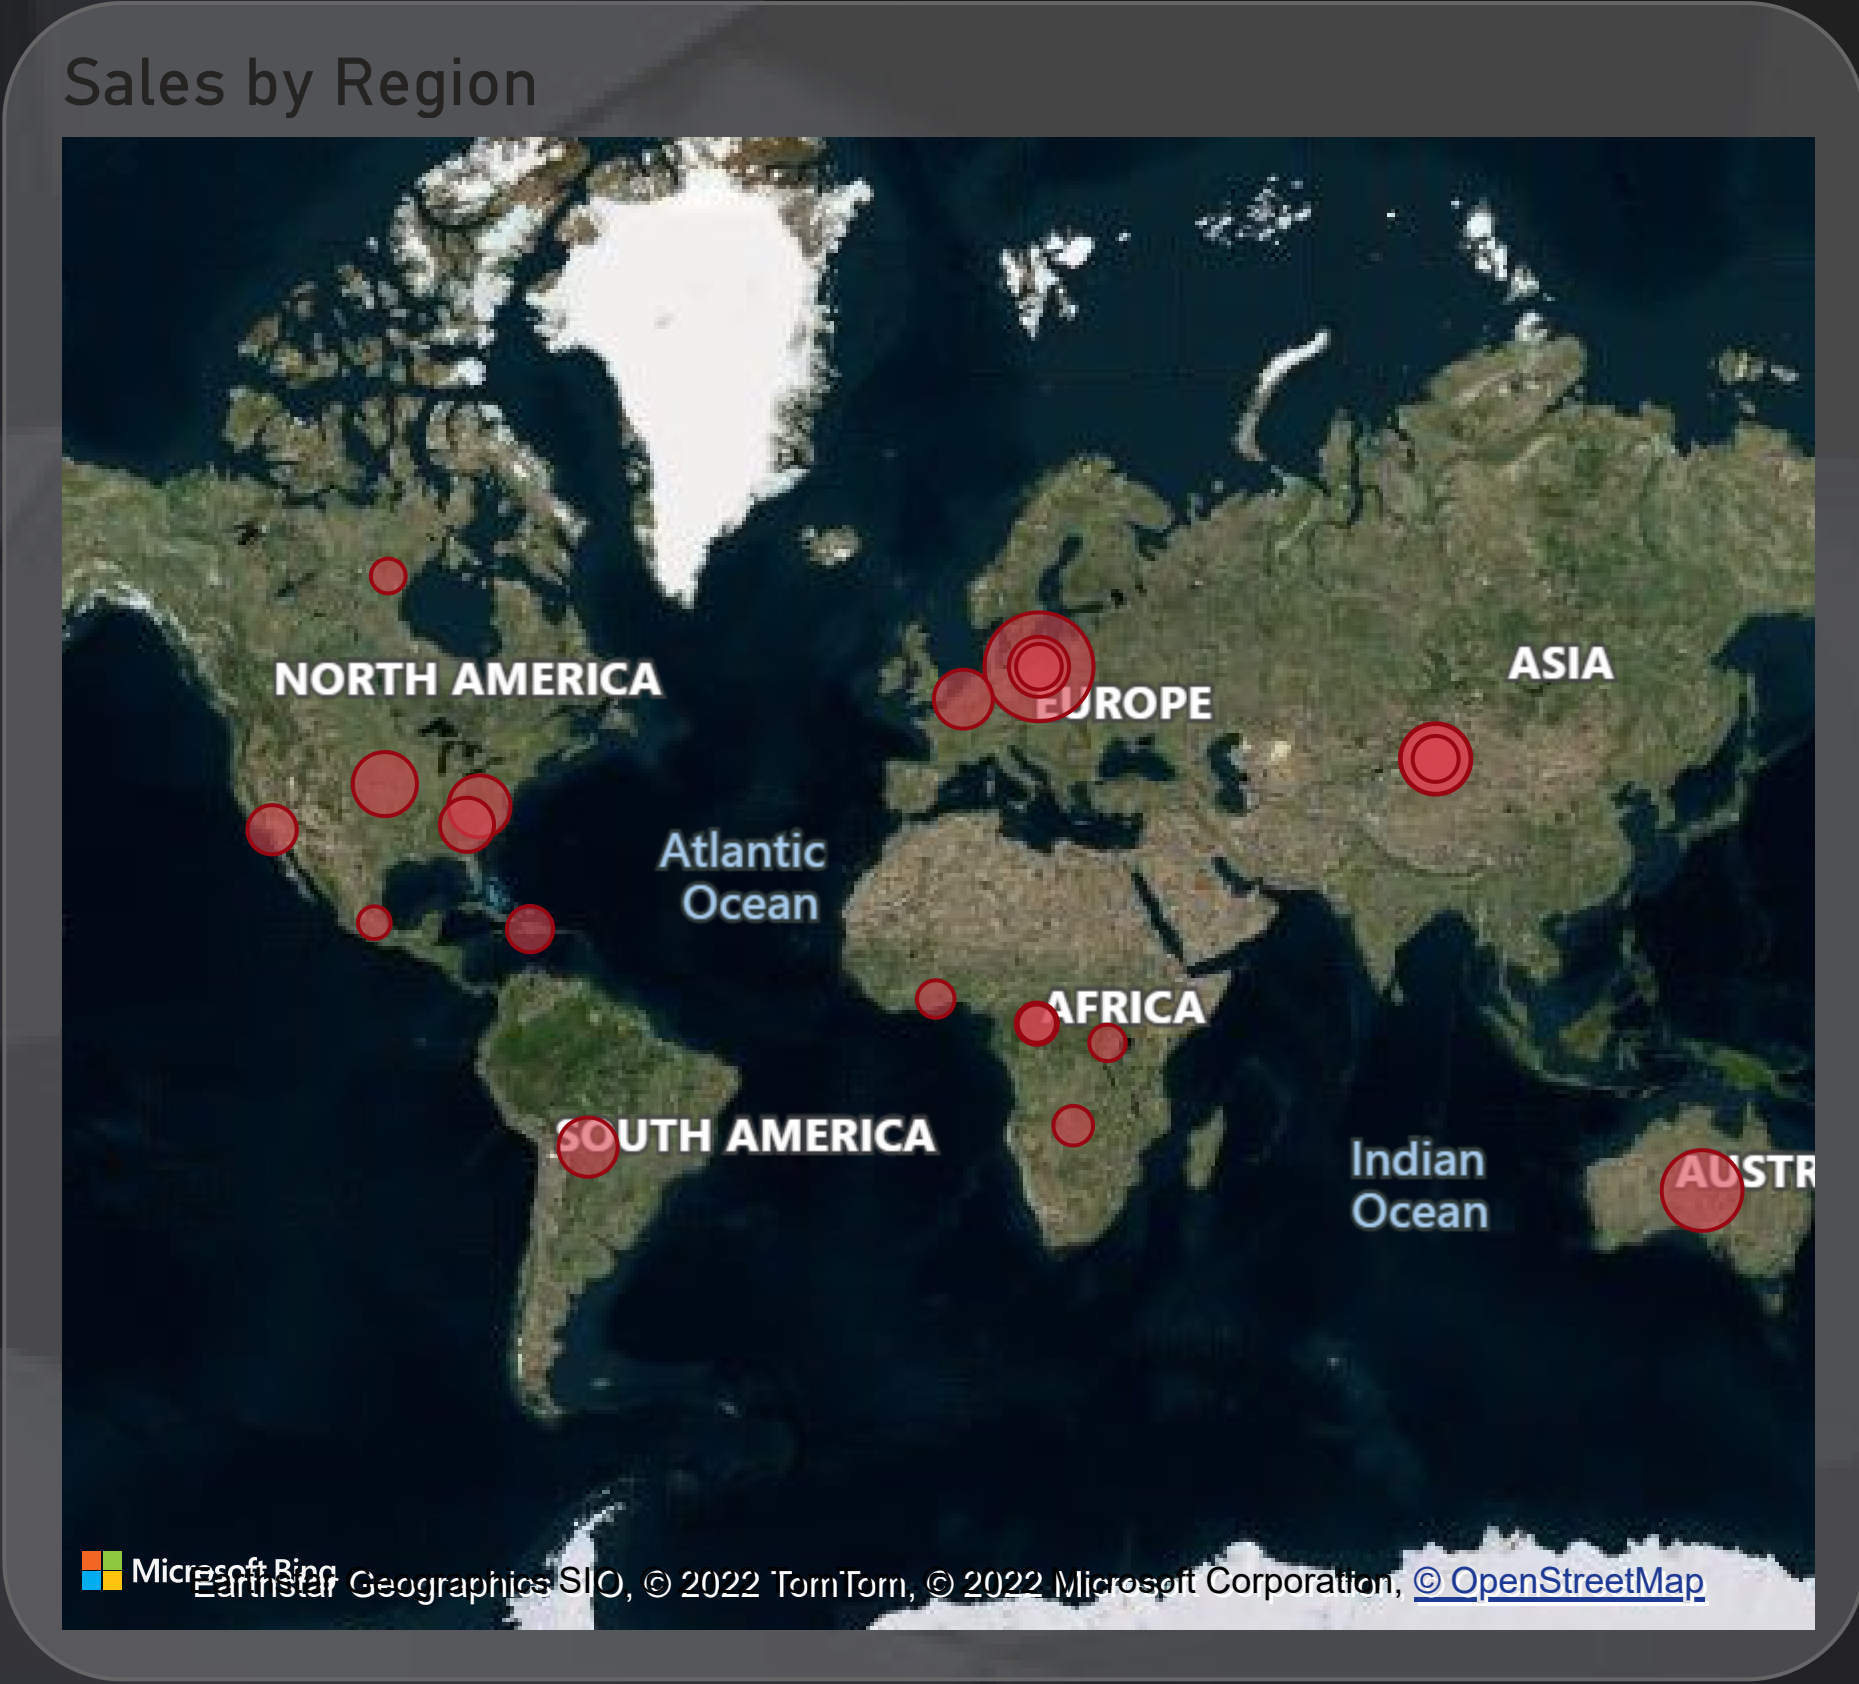 Sales by Region
NORTH AMERICA
EUROPE
ASIA
Atlantic
Ocean
AFRICA
SOUTH AMERICA
Indian
Ocean
AUSTR
Microsoft Bing
Earthstar Geographics SIO, © 2022 TomTom, © 2022 Microsoft Corporation, © OpenStreetMap